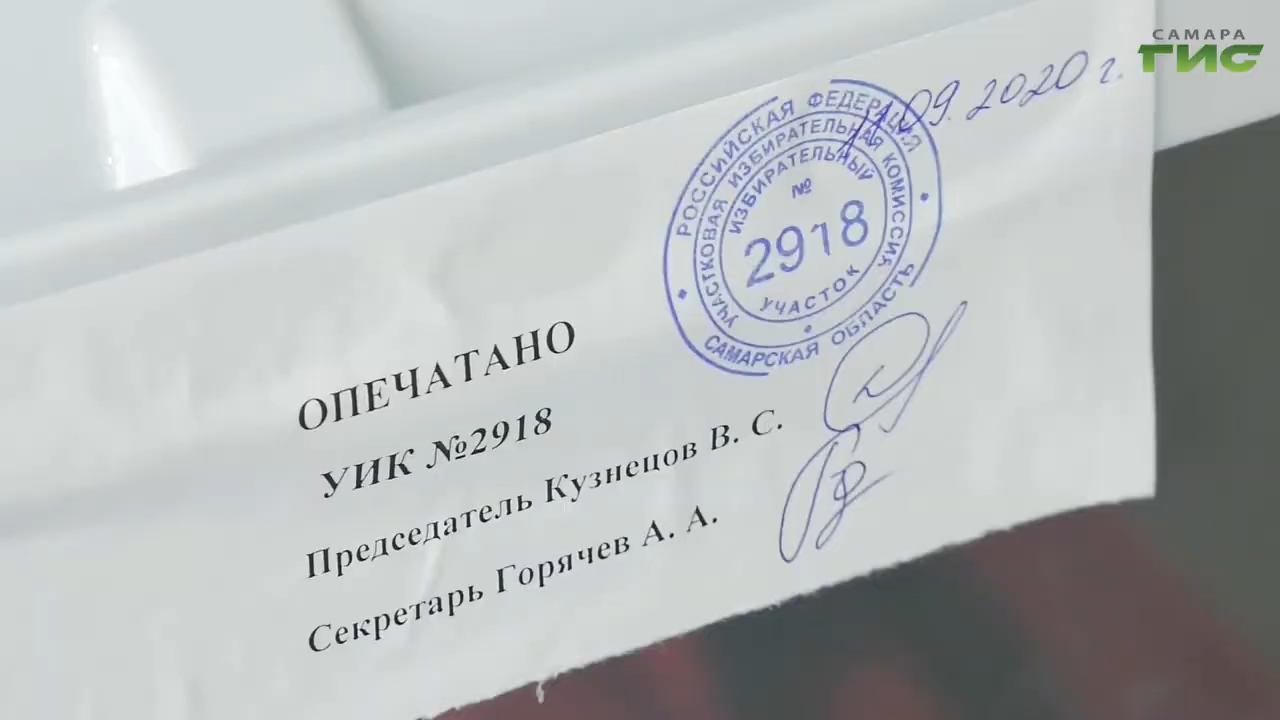 САМАРА
ГИС
11.09.2020 г.
РОССИЙСКАЯ ФЕДЕРАЦИЯ
УЧАСТКОВАЯ ИЗБИРАТЕЛЬНАЯ КОМИССИЯ
ИЗБИРАТЕЛЬНЫЙ
№
2918
УЧАСТОК
САМАРСКАЯ ОБЛАСТЬ
ОПЕЧАТАНО
УИК №2918
Председатель Кузнецов В. С.
Секретарь Горячев А. А.